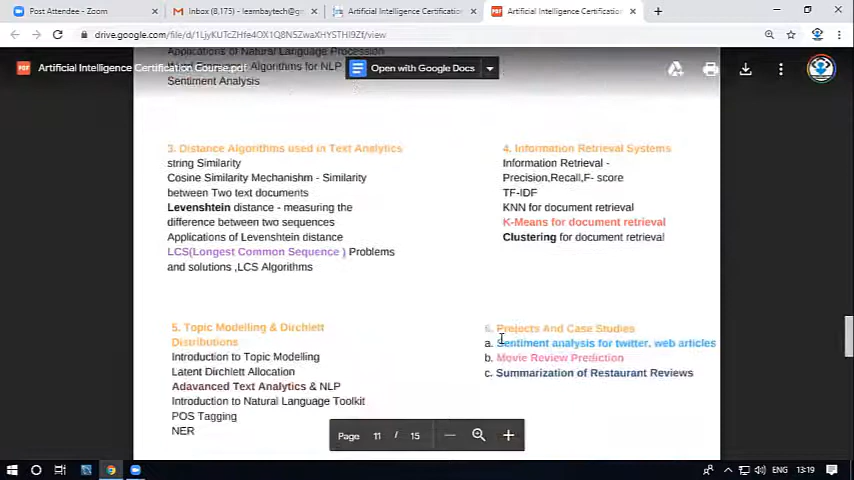 Post Attendee - Zoom
Inbox (8,175) - learnbaytech@g
Artificial Intelligence Certification
Artificial Intelligence Certification
drive.google.com/file/d/1LjyKUTcZHfe4OX1Q8N5ZwaXHYSTHI9Zf/view
Applications of Natural Language Procession
Artificial Intelligence Certification Course.pdf
Algorithms for NLP
Open with Google Docs
Sentiment Analysis
3. Distance Algorithms used in Text Analytics
string Similarity
Cosine Similarity Mechanishm - Similarity
between Two text documents
Levenshtein distance - measuring the
difference between two sequences
Applications of Levenshtein distance
LCS(Longest Common Sequence ) Problems
and solutions ,LCS Algorithms
4. Information Retrieval Systems
Information Retrieval -
Precision,Recall,F- score
TF-IDF
KNN for document retrieval
K-Means for document retrieval
Clustering for document retrieval
5. Topic Modelling & Dirchlett
Distributions
Introduction to Topic Modelling
Latent Dirchlett Allocation
Adavanced Text Analytics & NLP
Introduction to Natural Language Toolkit
POS Tagging
NER
6. Projects And Case Studies
a. Sentiment analysis for twitter, web articles
b. Movie Review Prediction
c. Summarization of Restaurant Reviews
Page 11 / 15
ENG 13:19